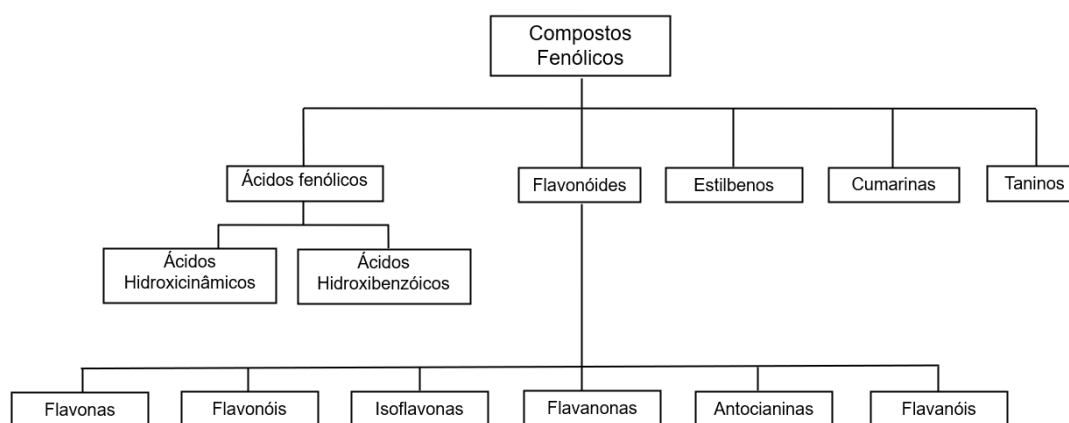 Compostos
Fenólicos
Ácidos fenólicos
Flavonóides
Estilbenos
Cumarinas
Taninos
Ácidos
Hidroxicinâmicos
Ácidos
Hidroxibenzóicos
Flavonas
Flavonóis
Isoflavonas
Flavanonas
Antocianinas
Flavanóis